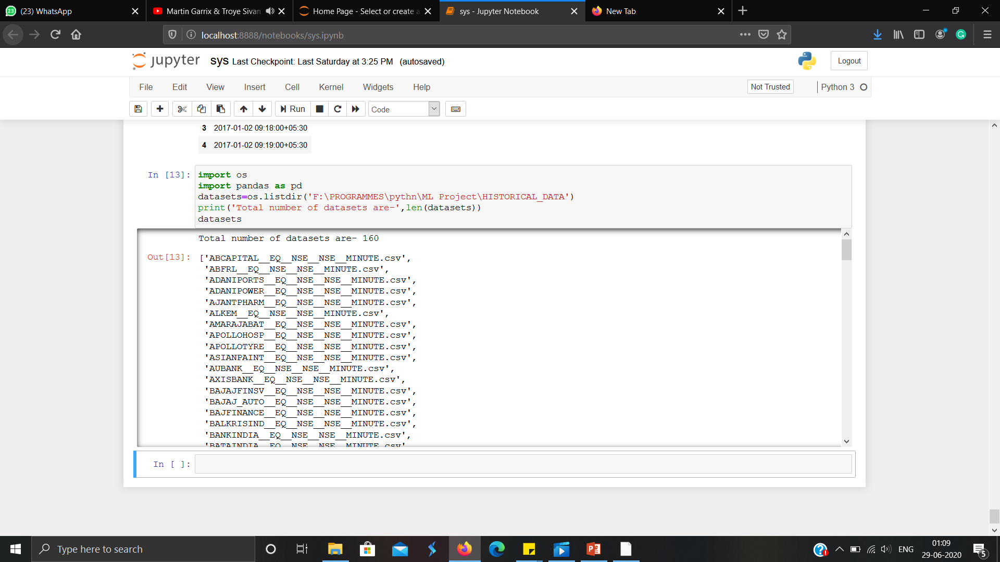 (23) WhatsApp
Martin Garrix & Troye Sivan
Home Page - Select or create a
sys - Jupyter Notebook
New Tab
localhost:8888/notebooks/sys.ipynb
jupyter sys Last Checkpoint: Last Saturday at 3:25 PM (autosaved)
Logout
File Edit View Insert Cell Kernel Widgets Help
Not Trusted
Python 3
Run
Code
3 2017-01-02 09:18:00+05:30
4 2017-01-02 09:19:00+05:30
In [13]: import os
import pandas as pd
datasets=os.listdir('F:\PROGRAMMES\pythn\ML Project\HISTORICAL_DATA')
print('Total number of datasets are-',len(datasets))
datasets
Total number of datasets are- 160
Out[13]: ['ABCAPITAL__EQ__NSE__NSE__MINUTE.csv',
'ABFRL__EQ__NSE__NSE__MINUTE.csv',
'ADANIPORTS__EQ__NSE__NSE__MINUTE.csv',
'ADANIPOWER__EQ__NSE__NSE__MINUTE.csv',
'AJANTPHARM__EQ__NSE__NSE__MINUTE.csv',
'ALKEM__EQ__NSE__NSE__MINUTE.csv',
'AMARAJABAT__EQ__NSE__NSE__MINUTE.csv',
'APOLLOHOSP__EQ__NSE__NSE__MINUTE.csv',
'APOLLOTYRE__EQ__NSE__NSE__MINUTE.csv',
'ASIANPAINT__EQ__NSE__NSE__MINUTE.csv',
'AUBANK__EQ__NSE__NSE__MINUTE.csv',
'AXISBANK__EQ__NSE__NSE__MINUTE.csv',
'BAJAJFINSV__EQ__NSE__NSE__MINUTE.csv',
'BAJAJ_AUTO__EQ__NSE__NSE__MINUTE.csv',
'BAJFINANCE__EQ__NSE__NSE__MINUTE.csv',
'BALKRISIND__EQ__NSE__NSE__MINUTE.csv',
'BANKINDIA__EQ__NSE__NSE__MINUTE.csv',
'BATAINDIA__EQ__NSE__NSE__MINUTE.csv'
In [ ]:
Type here to search
ENG
01:09
29-06-2020
5